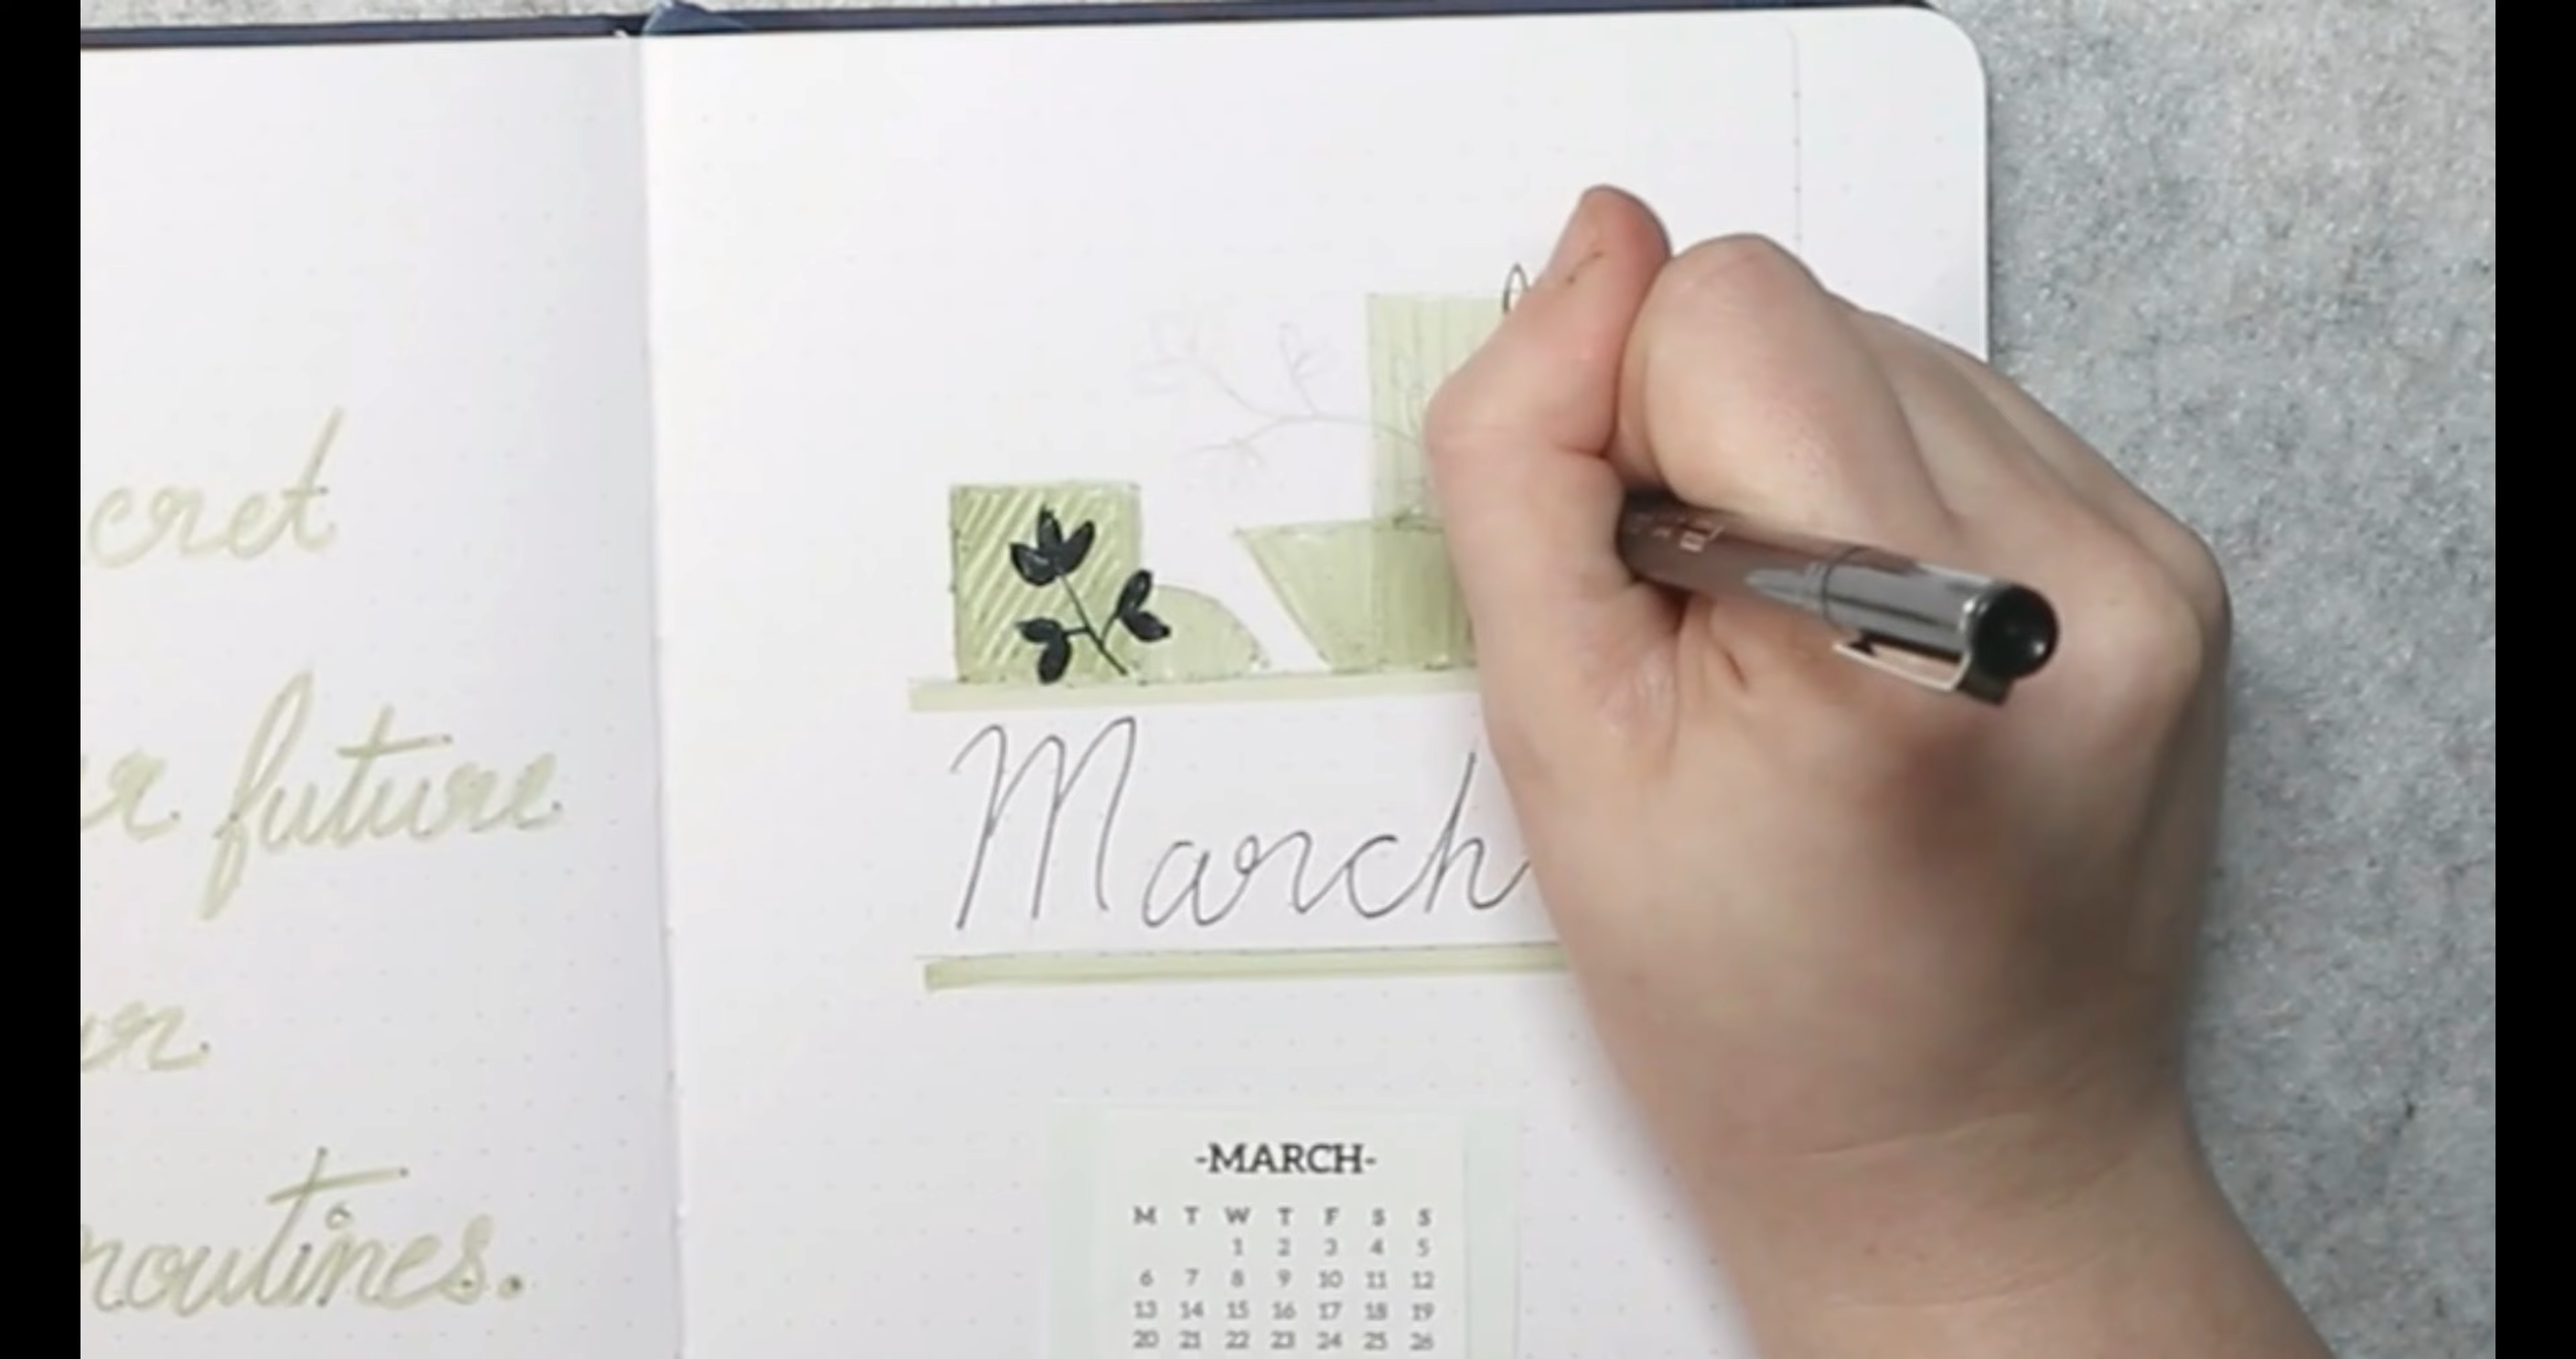 cret
future
routines.
March
-MARCH-
M T W T F S S
1 2 3 4 5
6 7 8 9 10 11 12
13 14 15 16 17 18 19
20 21 22 23 24 25 26